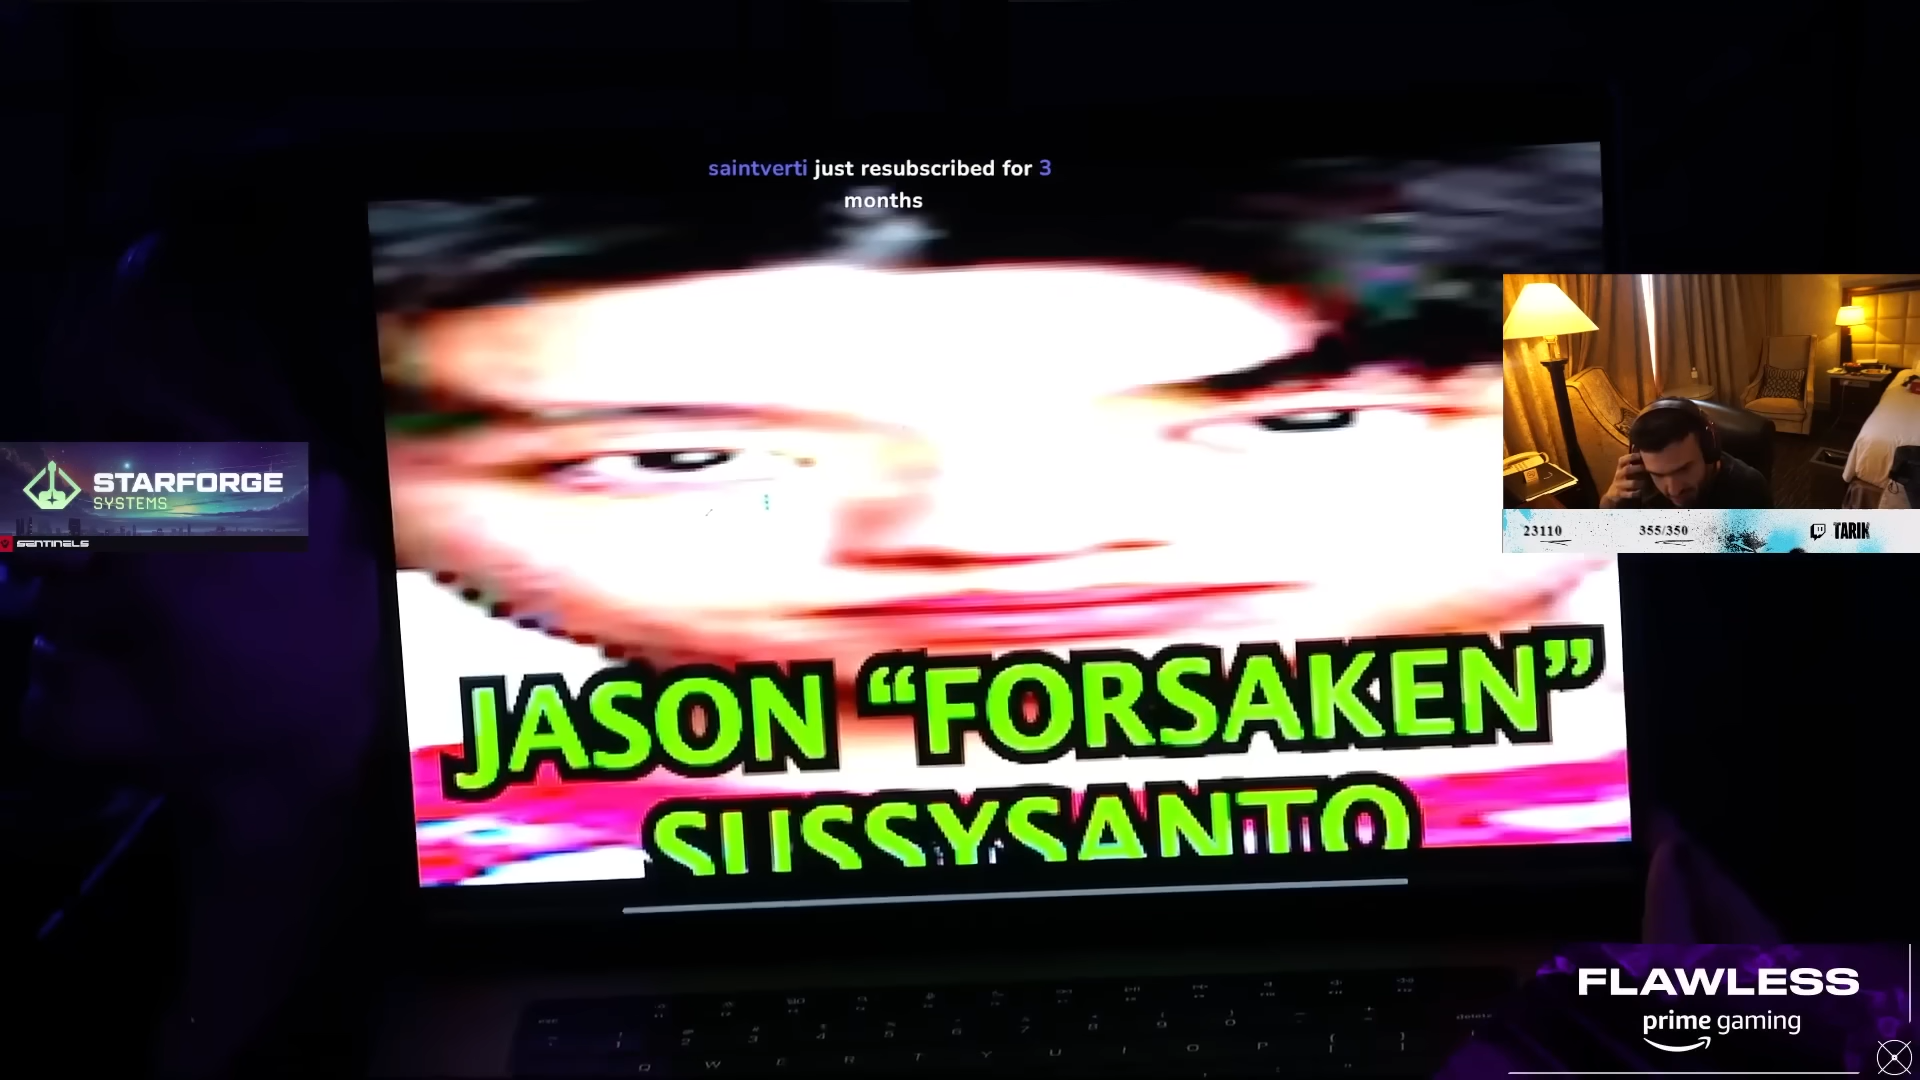 saintverti just resubscribed for 3
months
STARFORGE
SYSTEMS
SENTINELS
23110
355/350
TARIK
JASON “FORSAKEN”
SUSSYSANTO
FLAWLESS
prime gaming
delete
Q W E R T Y U I O P